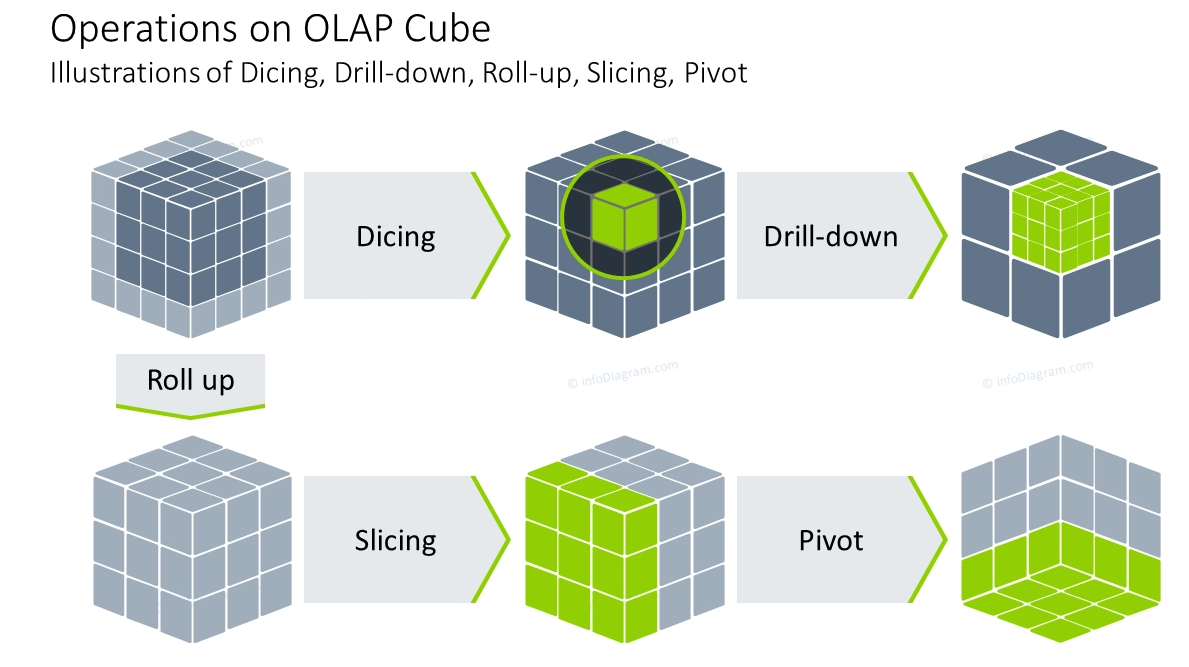 Operations on OLAP Cube
Illustrations of Dicing, Drill-down, Roll-up, Slicing, Pivot
Dicing
Drill-down
Roll up
© infoDiagram.com
© infoDiagram.com
Slicing
Pivot